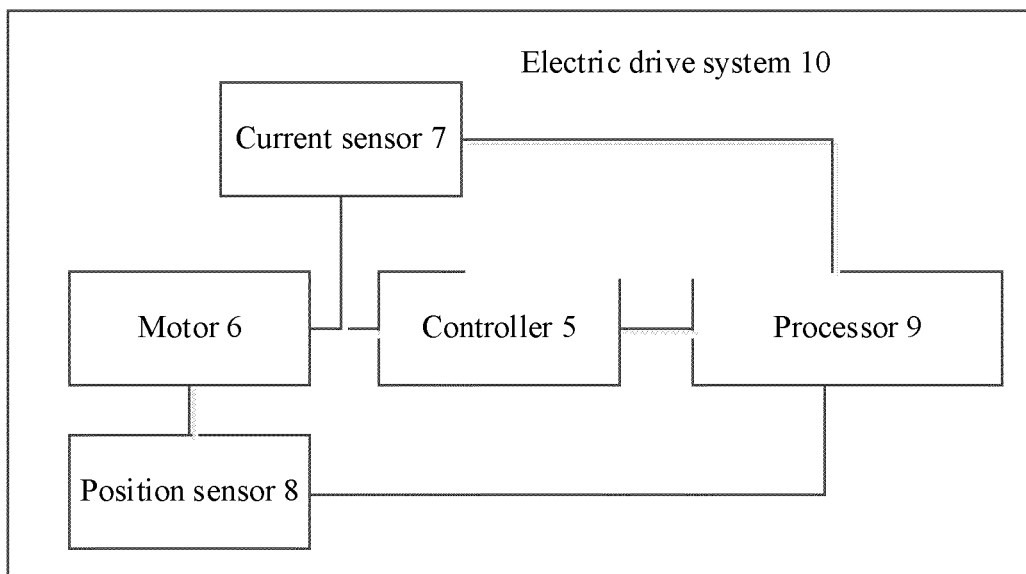 Electric drive system 10
Current sensor 7
Motor 6
Controller 5
Processor 9
Position sensor 8